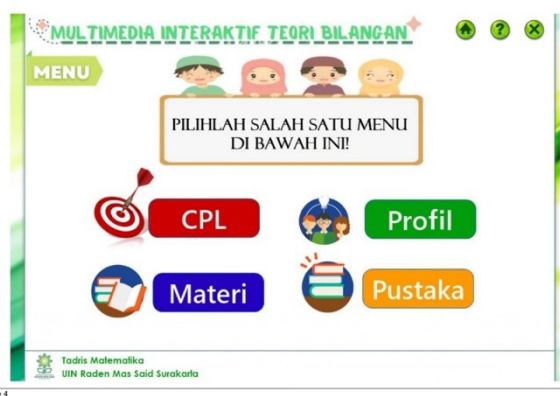 MULTIMEDIA INTERAKTIF TEORI BILANGAN
?
MENU
PILIHLAH SALAH SATU MENU
DI BAWAH INI!
CPL
Profil
Materi
Pustaka
Tadris Matematika
UIN Raden Mas Said Surakarta